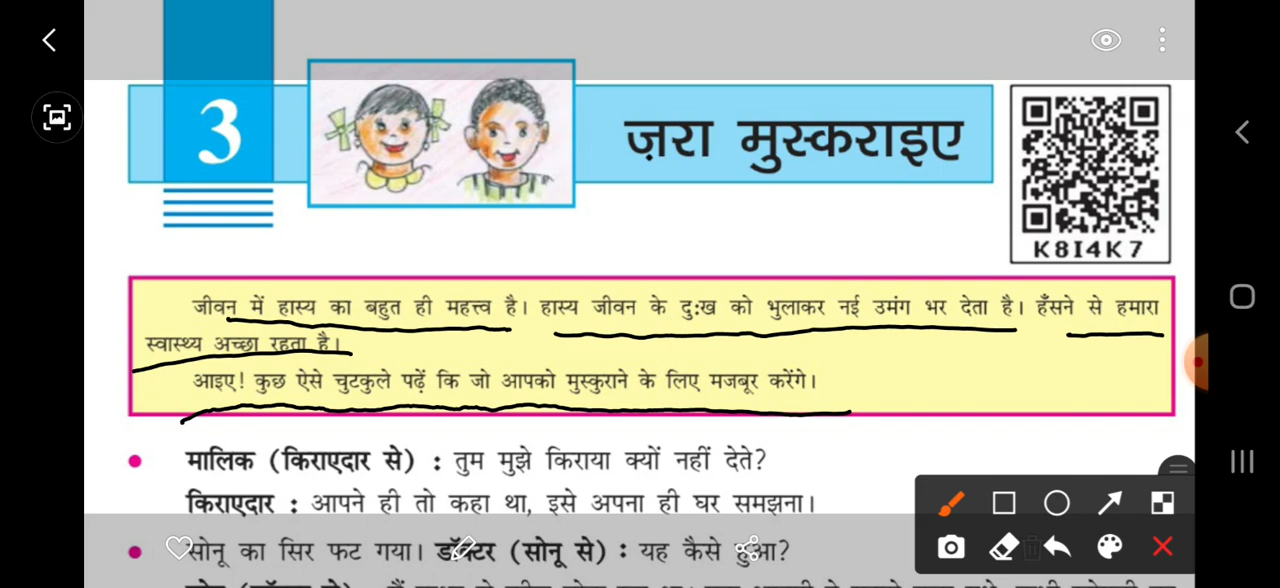 3
ज़रा मुस्कराइए
K8I4K7
जीवन में हास्य का बहुत ही महत्त्व है। हास्य जीवन के दुःख को भुलाकर नई उमंग भर देता है। हँसने से हमारा
स्वास्थ्य अच्छा रहता है।
आइए! कुछ ऐसे चुटकुले पढ़ें कि जो आपको मुस्कुराने के लिए मजबूर करेंगे।
• मालिक (किराएदार से) : तुम मुझे किराया क्यों नहीं देते?
किराएदार : आपने ही तो कहा था, इसे अपना ही घर समझना।
• सोनू का सिर फट गया। डॉक्टर (सोनू से) : यह कैसे हुआ?